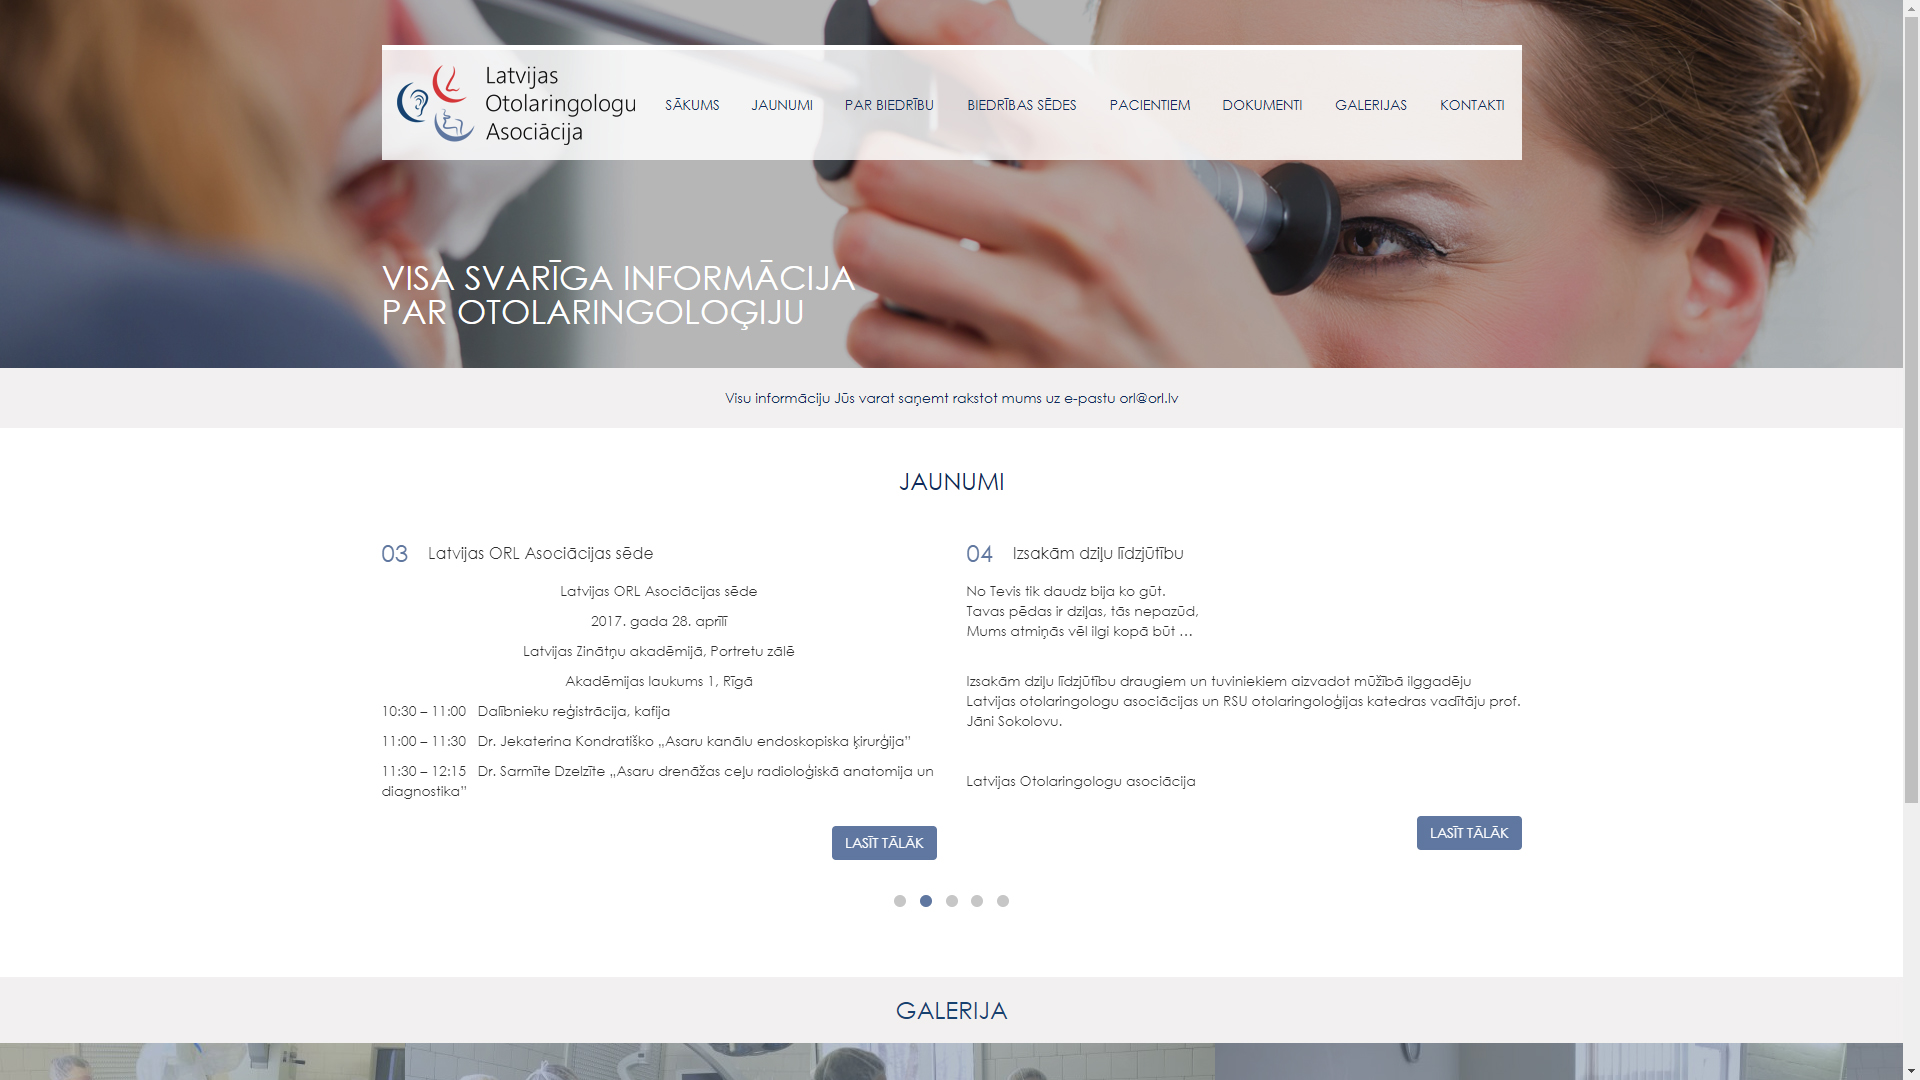 Latvijas
Otolaringologu
Asociācija
SĀKUMS JAUNUMI PAR BIEDRĪBU BIEDRĪBAS SĒDES PACIENTIEM DOKUMENTI GALERIJAS KONTAKTI
VISA SVARĪGA INFORMĀCIJA
PAR OTOLARINGOLOĢIJU
Visu informāciju Jūs varat saņemt rakstot mums uz e-pastu orl@orl.lv
JAUNUMI
03 Latvijas ORL Asociācijas sēde
Latvijas ORL Asociācijas sēde
2017. gada 28. aprīlī
Latvijas Zinātņu akadēmijā, Portretu zālē
Akadēmijas laukums 1, Rīgā
10:30 – 11:00 Dalībnieku reģistrācija, kafija
11:00 – 11:30 Dr. Jekaterina Kondratiško „Asaru kanālu endoskopiska ķirurģija”
11:30 – 12:15 Dr. Sarmīte Dzelzīte „Asaru drenāžas ceļu radioloģiskā anatomija un
diagnostika”
LASĪT TĀLĀK
04 Izsakām dziļu līdzjūtību
No Tevis tik daudz bija ko gūt.
Tavas pēdas ir dziļas, tās nepazūd,
Mums atmiņās vēl ilgi kopā būt …
Izsakām dziļu līdzjūtību draugiem un tuviniekiem aizvadot mūžībā ilggadēju
Latvijas otolaringologu asociācijas un RSU otolaringoloģijas katedras vadītāju prof.
Jāni Sokolovu.
Latvijas Otolaringologu asociācija
LASĪT TĀLĀK
GALERIJA